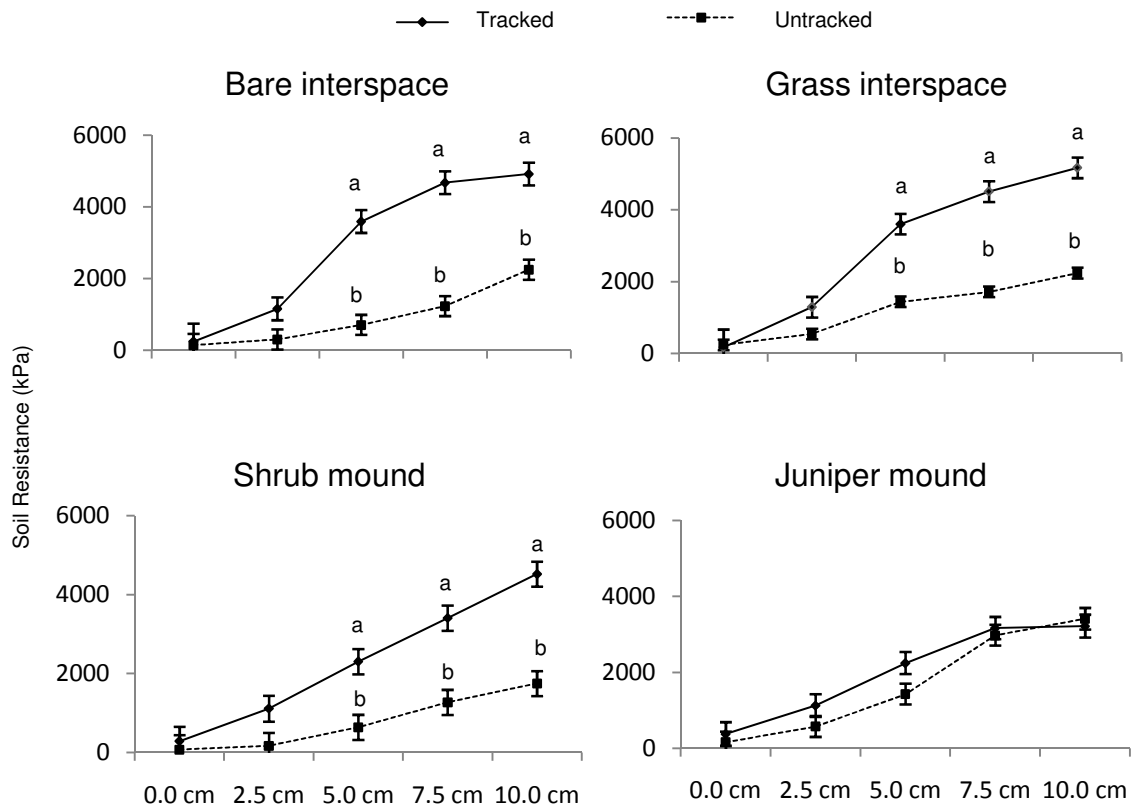 Tracked Untracked
Bare interspace Grass interspace
6000 a a a
4000
2000 b b b
0
6000 a a a
4000
2000 b b b
0
Soil Resistance (kPa)
Shrub mound Juniper mound
6000 a a a
4000
2000 b b b
0
0.0 cm 2.5 cm 5.0 cm 7.5 cm 10.0 cm
6000
4000
2000
0
0.0 cm 2.5 cm 5.0 cm 7.5 cm 10.0 cm